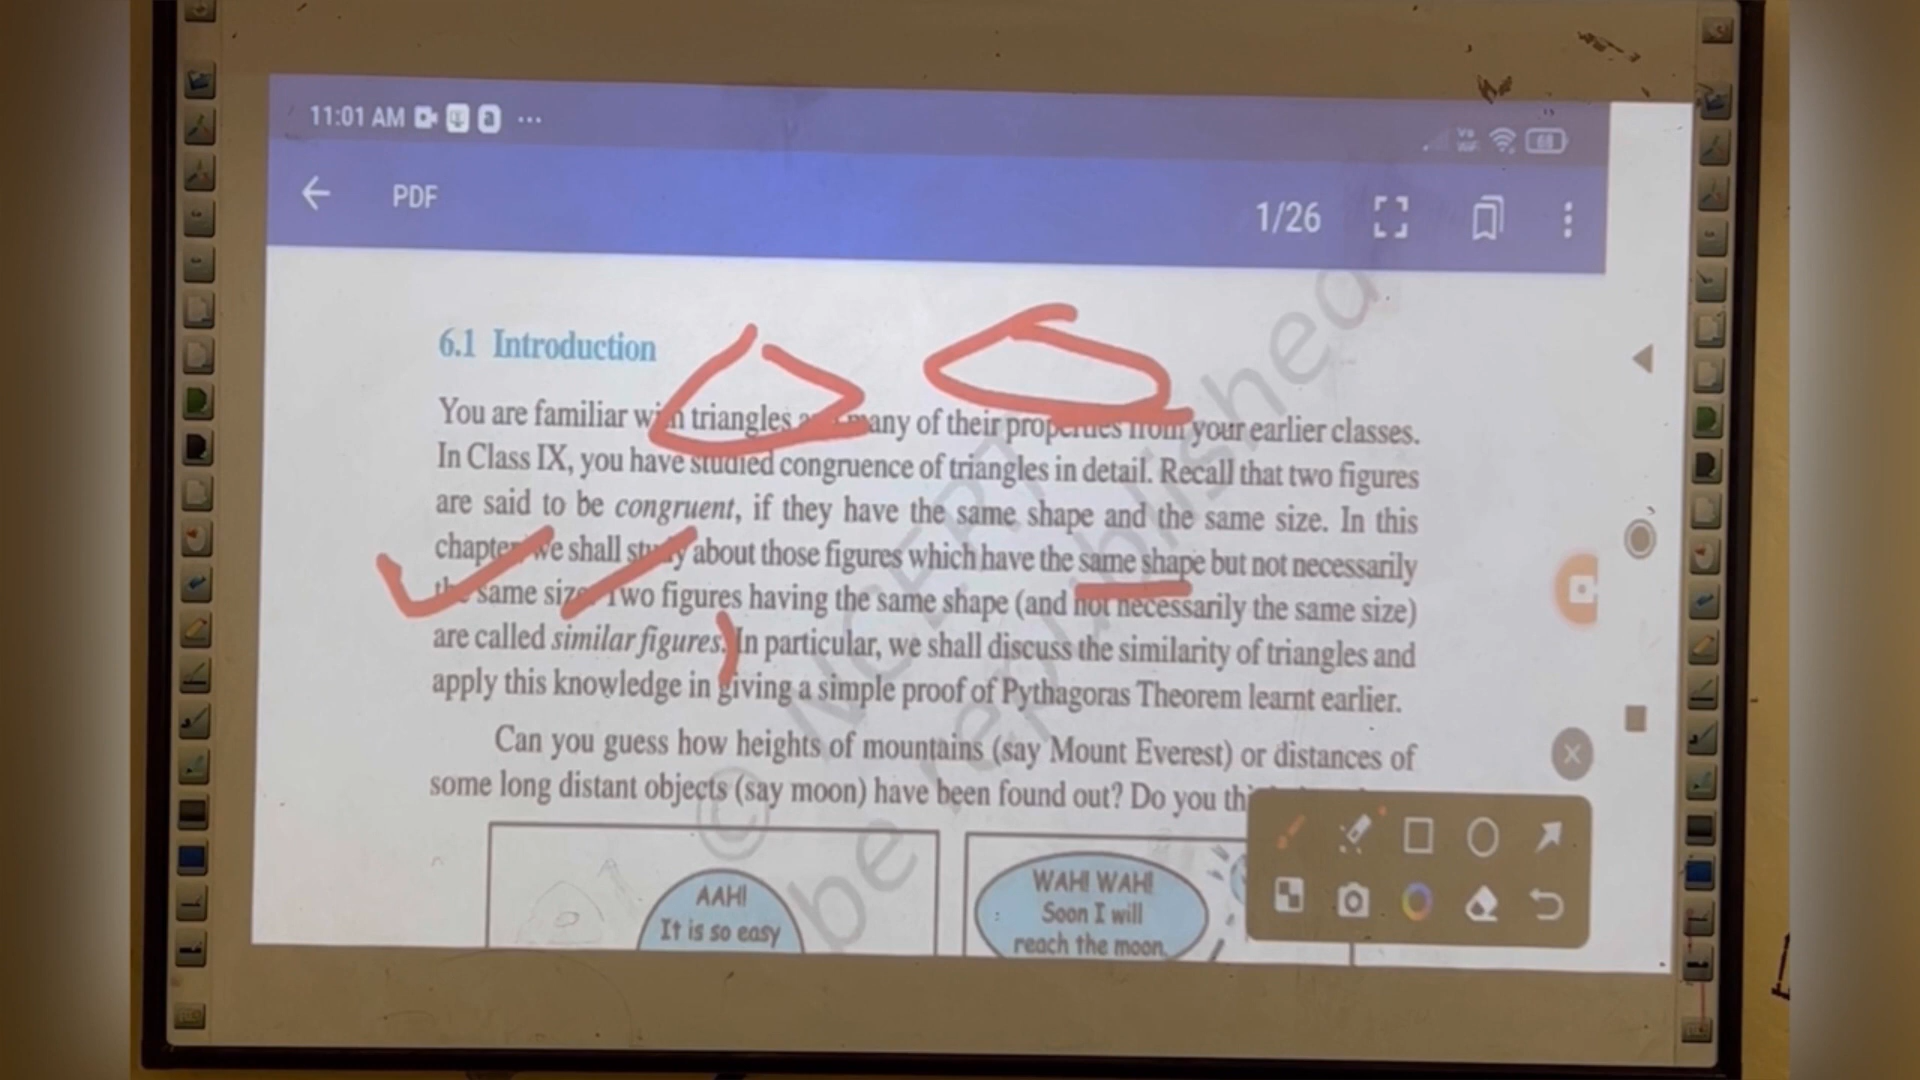 11:01 AM
68
PDF
1/26
6.1 Introduction
You are familiar with triangles many of their properties from your earlier classes.
In Class IX, you have studied congruence of triangles in detail. Recall that two figures
are said to be congruent, if they have the same shape and the same size. In this
chapter we shall study about those figures which have the same shape but not necessarily
the same size. Two figures having the same shape (and not necessarily the same size)
are called similar figures. In particular, we shall discuss the similarity of triangles and
apply this knowledge in giving a simple proof of Pythagoras Theorem learnt earlier.
Can you guess how heights of mountains (say Mount Everest) or distances of
some long distant objects (say moon) have been found out? Do you
AAH!
It is so easy
WAH! WAH!
Soon I will
reach the moon
© NCERT
be republished